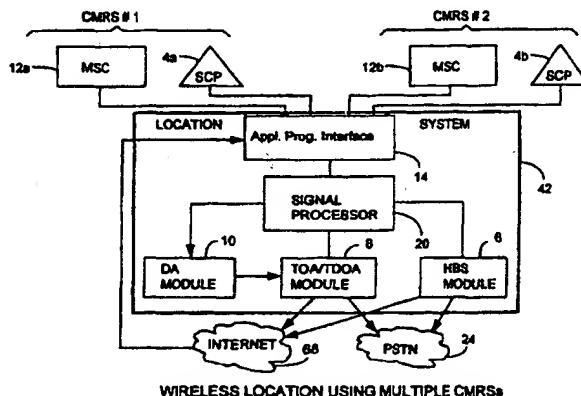 CMRS # 1
CMRS # 2
12a
MSC
4a
SCP
12b
MSC
4b
SCP
LOCATION
Appl. Prog. Interface
SYSTEM
14
42
SIGNAL
PROCESSOR
20
10
8
6
DA
MODULE
TOA/TDOA
MODULE
HBS
MODULE
INTERNET
68
PSTN
24
WIRELESS LOCATION USING MULTIPLE CMRSs